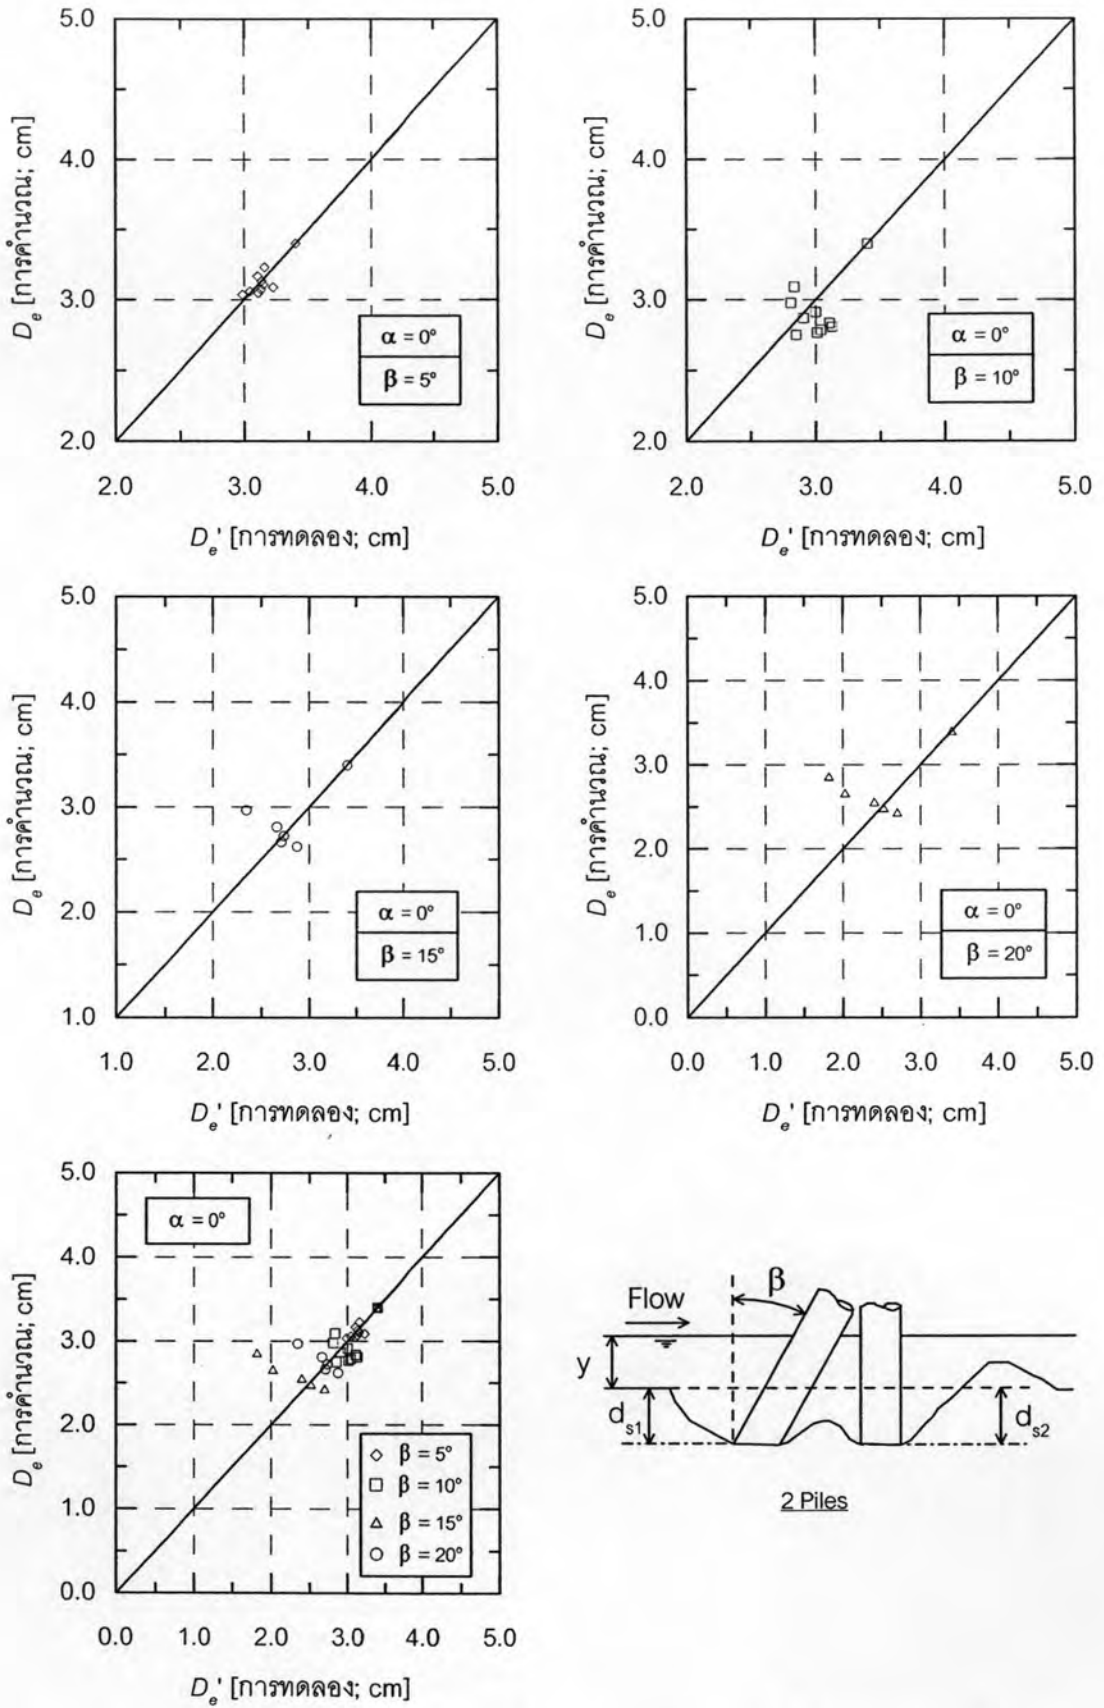 5.0
4.0
3.0
2.0
Dₑ [การคำนวณ; cm]
α = 0°
β = 5°
2.0 3.0 4.0 5.0
Dₑ' [การทดลอง; cm]
5.0
4.0
3.0
2.0
Dₑ [การคำนวณ; cm]
α = 0°
β = 10°
2.0 3.0 4.0 5.0
Dₑ' [การทดลอง; cm]
5.0
4.0
3.0
2.0
1.0
Dₑ [การคำนวณ; cm]
α = 0°
β = 15°
1.0 2.0 3.0 4.0 5.0
Dₑ' [การทดลอง; cm]
5.0
4.0
3.0
2.0
1.0
0.0
Dₑ [การคำนวณ; cm]
α = 0°
β = 20°
0.0 1.0 2.0 3.0 4.0 5.0
Dₑ' [การทดลอง; cm]
5.0
4.0
3.0
2.0
1.0
0.0
Dₑ [การคำนวณ; cm]
α = 0°
β = 5°
β = 10°
β = 15°
β = 20°
0.0 1.0 2.0 3.0 4.0 5.0
Dₑ' [การทดลอง; cm]
β
Flow
y
dₛ₁
dₛ₂
2 Piles